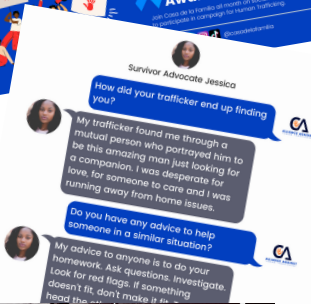 Join Casa de la Familia all month on social
to participate in campaign for Human Trafficking.
@casadelafamilia
Survivor Advocate Jessica
How did your trafficker end up finding
you?
CA
My trafficker found me through a
mutual person who portrayed him to
be this amazing man just looking for
a companion. I was desperate for
love, for someone to care and I was
running away from home issues.
Do you have any advice to help
someone in a similar situation?
CA
My advice to anyone is to do your
homework. Ask questions. Investigate.
Look for red flags. If something
doesn't fit, don't make it fit.
head the